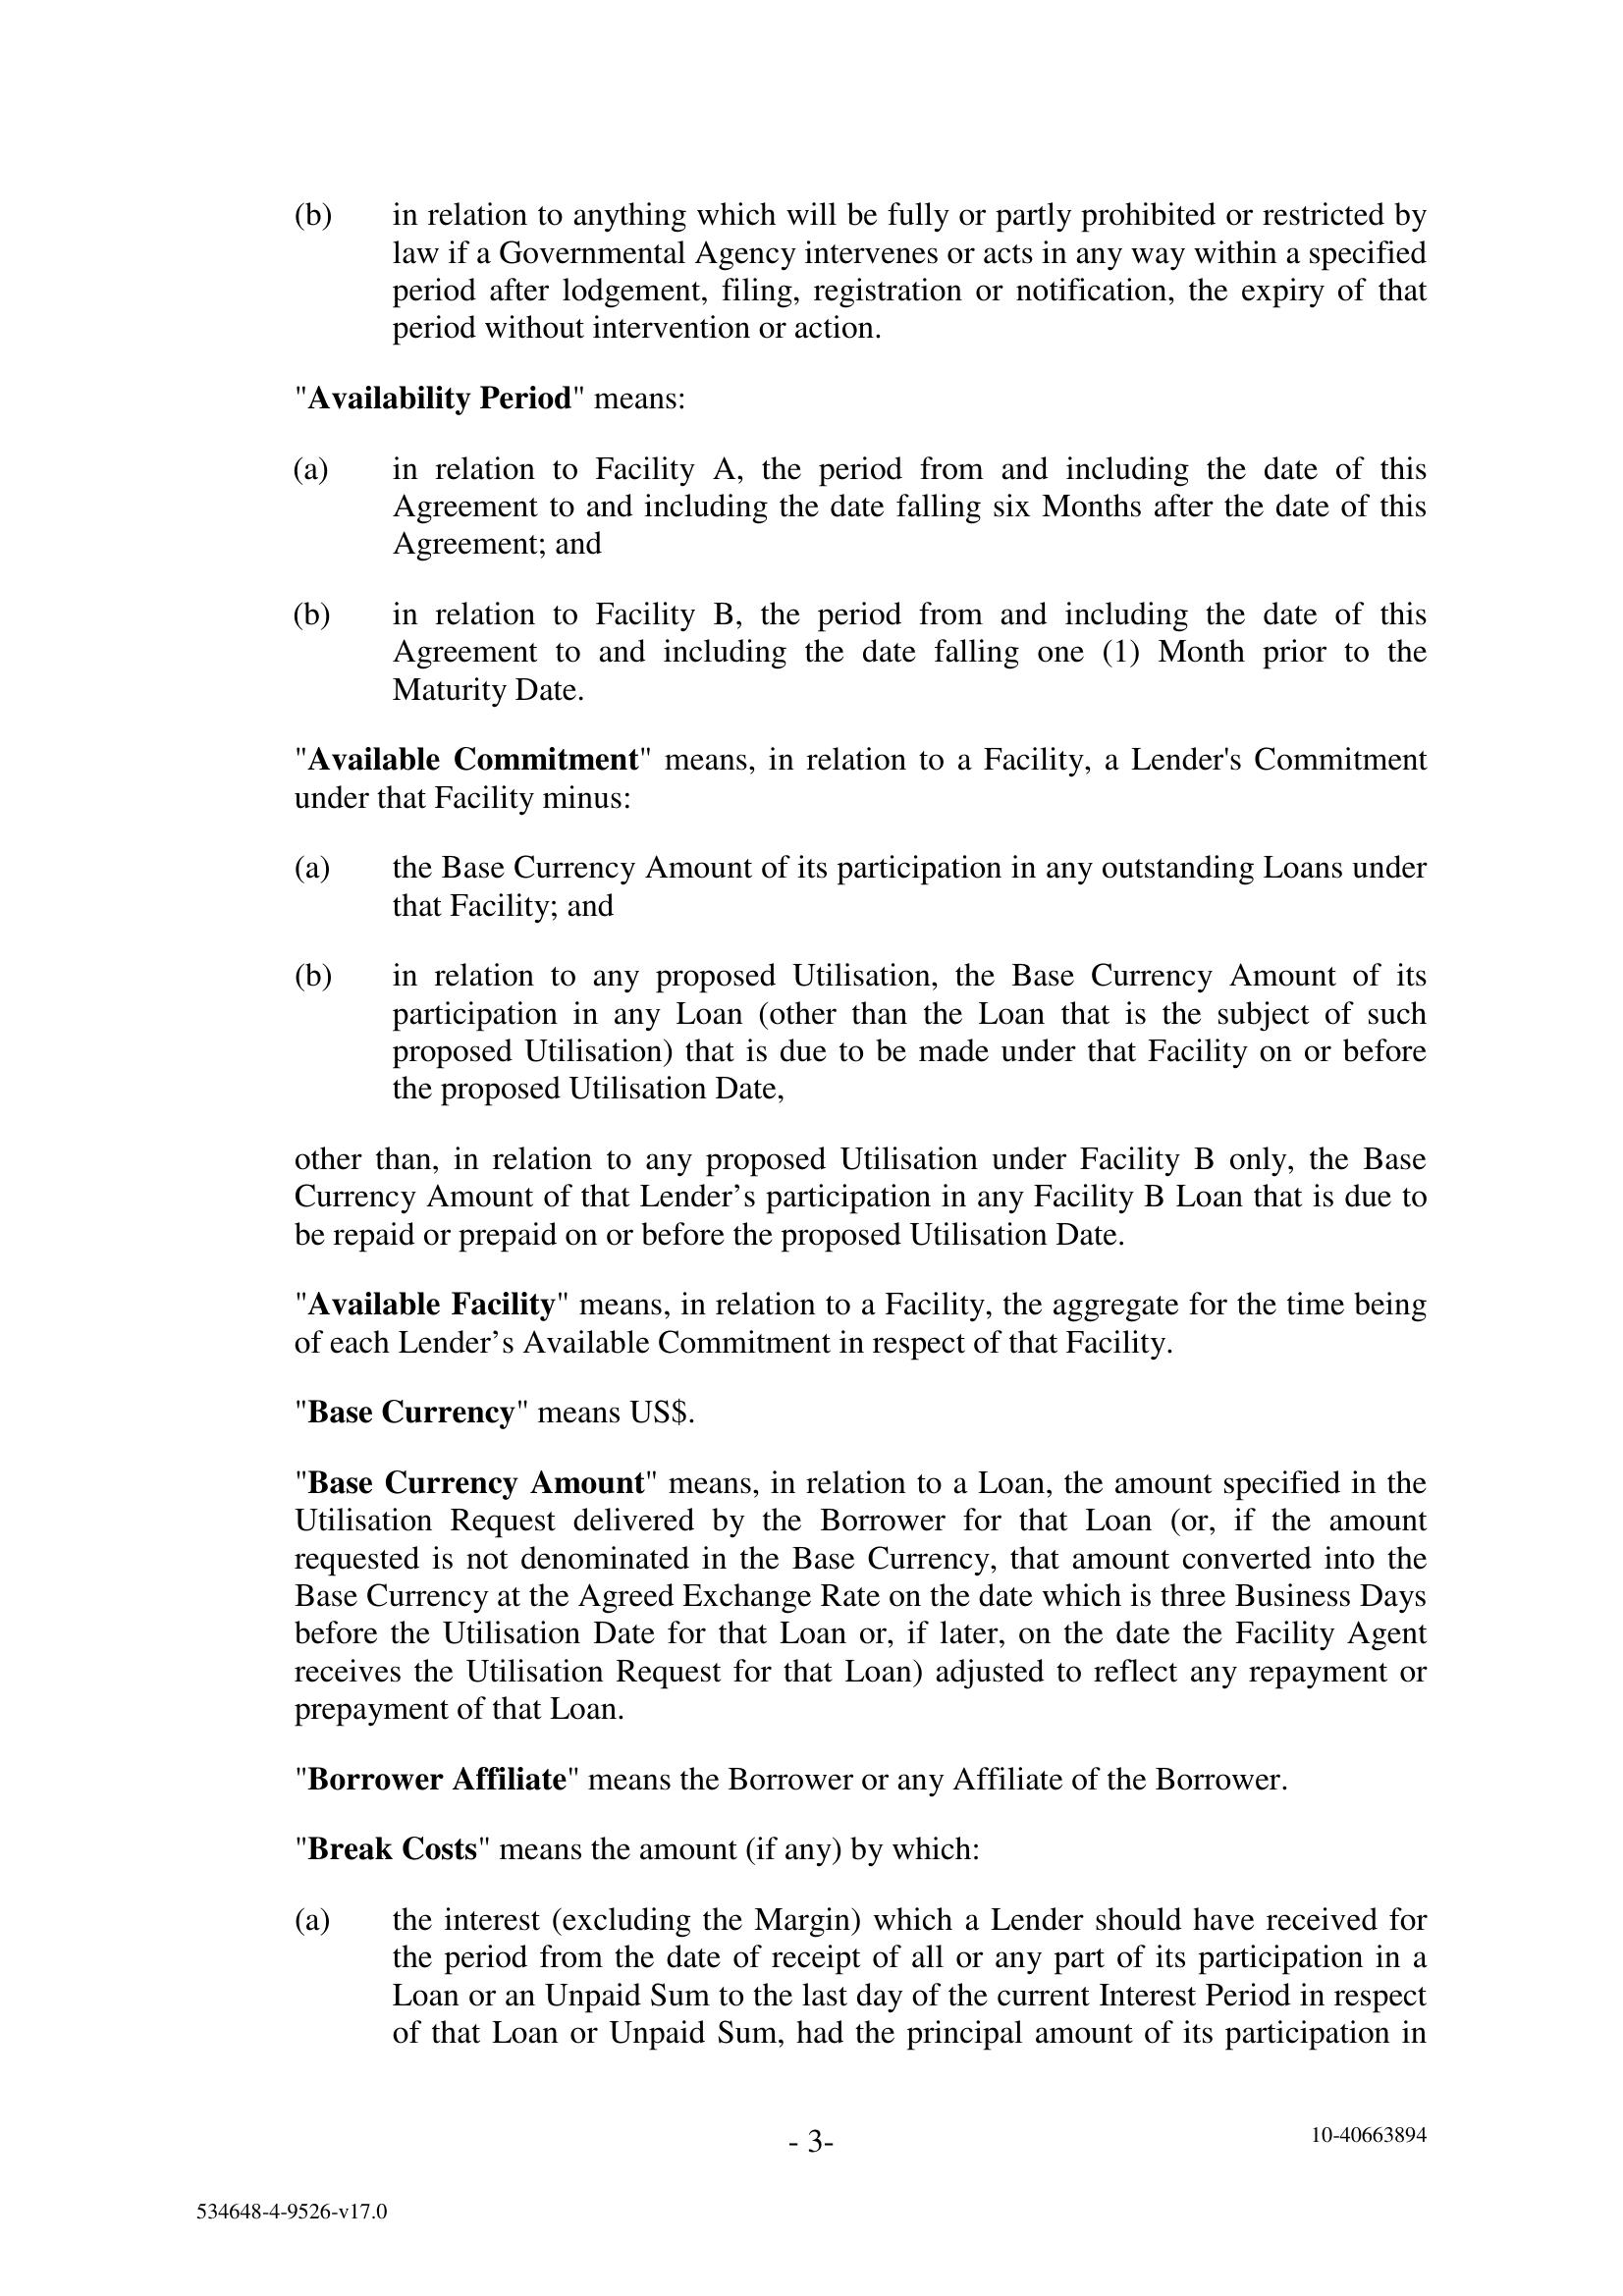 (b) in relation to anything which will be fully or partly prohibited or restricted by
law if a Governmental Agency intervenes or acts in any way within a specified
period after lodgement, filing, registration or notification, the expiry of that
period without intervention or action.
"Availability Period" means:
(a) in relation to Facility A, the period from and including the date of this
Agreement to and including the date falling six Months after the date of this
Agreement; and
(b) in relation to Facility B, the period from and including the date of this
Agreement to and including the date falling one (1) Month prior to the
Maturity Date.
"Available Commitment" means, in relation to a Facility, a Lender's Commitment
under that Facility minus:
(a) the Base Currency Amount of its participation in any outstanding Loans under
that Facility; and
(b) in relation to any proposed Utilisation, the Base Currency Amount of its
participation in any Loan (other than the Loan that is the subject of such
proposed Utilisation) that is due to be made under that Facility on or before
the proposed Utilisation Date,
other than, in relation to any proposed Utilisation under Facility B only, the Base
Currency Amount of that Lender’s participation in any Facility B Loan that is due to
be repaid or prepaid on or before the proposed Utilisation Date.
"Available Facility" means, in relation to a Facility, the aggregate for the time being
of each Lender’s Available Commitment in respect of that Facility.
"Base Currency" means US$.
"Base Currency Amount" means, in relation to a Loan, the amount specified in the
Utilisation Request delivered by the Borrower for that Loan (or, if the amount
requested is not denominated in the Base Currency, that amount converted into the
Base Currency at the Agreed Exchange Rate on the date which is three Business Days
before the Utilisation Date for that Loan or, if later, on the date the Facility Agent
receives the Utilisation Request for that Loan) adjusted to reflect any repayment or
prepayment of that Loan.
"Borrower Affiliate" means the Borrower or any Affiliate of the Borrower.
"Break Costs" means the amount (if any) by which:
(a) the interest (excluding the Margin) which a Lender should have received for
the period from the date of receipt of all or any part of its participation in a
Loan or an Unpaid Sum to the last day of the current Interest Period in respect
of that Loan or Unpaid Sum, had the principal amount of its participation in
- 3-
10-40663894
534648-4-9526-v17.0